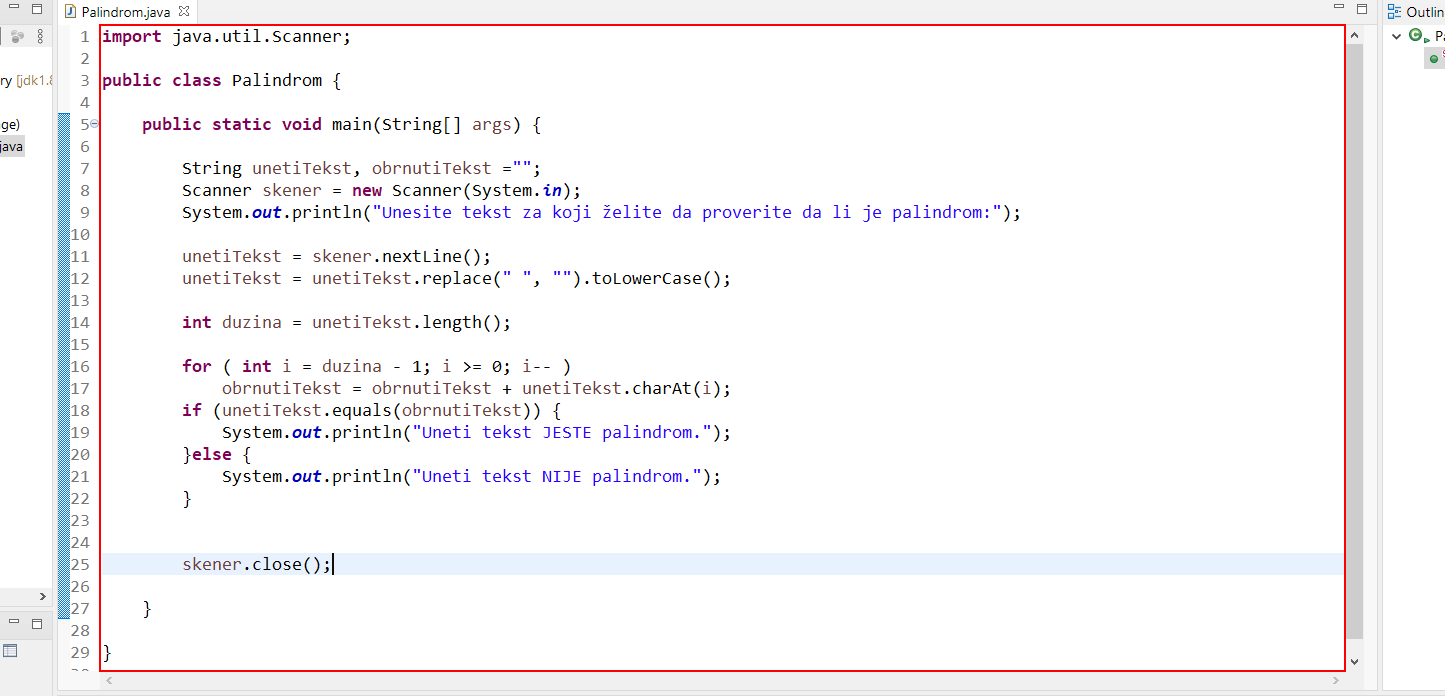 Palindrom.java
Outlin
ry [jdk1.8
ge)
java
1 import java.util.Scanner;
2
3 public class Palindrom {
4
5 public static void main(String[] args) {
6
7 String unetiTekst, obrnutiTekst ="";
8 Scanner skener = new Scanner(System.in);
9 System.out.println("Unesite tekst za koji želite da proverite da li je palindrom:");
10
11 unetiTekst = skener.nextLine();
12 unetiTekst = unetiTekst.replace(" ", "").toLowerCase();
13
14 int duzina = unetiTekst.length();
15
16 for ( int i = duzina - 1; i >= 0; i-- )
17 obrnutiTekst = obrnutiTekst + unetiTekst.charAt(i);
18 if (unetiTekst.equals(obrnutiTekst)) {
19 System.out.println("Uneti tekst JESTE palindrom.");
20 }else {
21 System.out.println("Uneti tekst NIJE palindrom.");
22 }
23
24
25 skener.close();
26
27 }
28
29 }